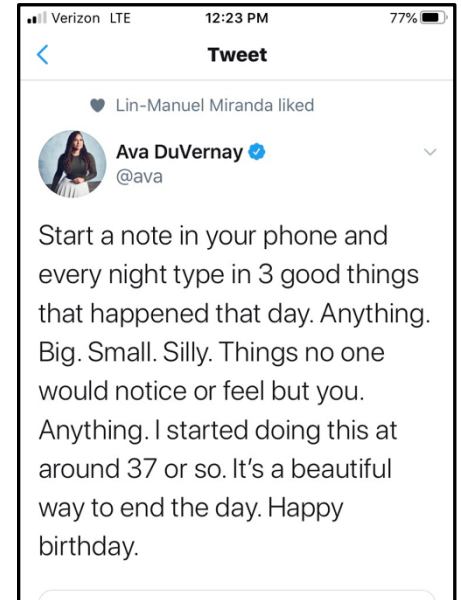 Verizon LTE 12:23 PM 77%
Tweet
Lin-Manuel Miranda liked
Ava DuVernay
@ava
Start a note in your phone and
every night type in 3 good things
that happened that day. Anything.
Big. Small. Silly. Things no one
would notice or feel but you.
Anything. I started doing this at
around 37 or so. It's a beautiful
way to end the day. Happy
birthday.